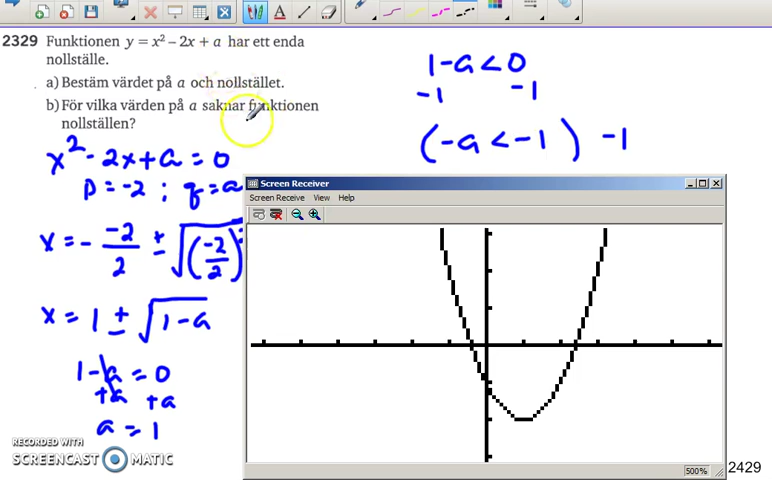 2329 Funktionen y = x² – 2x + a har ett enda
nollställe.
a) Bestäm värdet på a och nollstället.
b) För vilka värden på a saknar funktionen
nollställen?
x² - 2x + a = 0
p = -2 ; q = a
x = - -2/2 ± √(-2/2)
x = 1 ± √1-a
1 - a = 0
+a +a
a = 1
1 - a < 0
-1 -1
(-a < -1) -1
Screen Receiver
Screen Receive View Help
500%
2429
RECORDED WITH
SCREENCAST MATIC